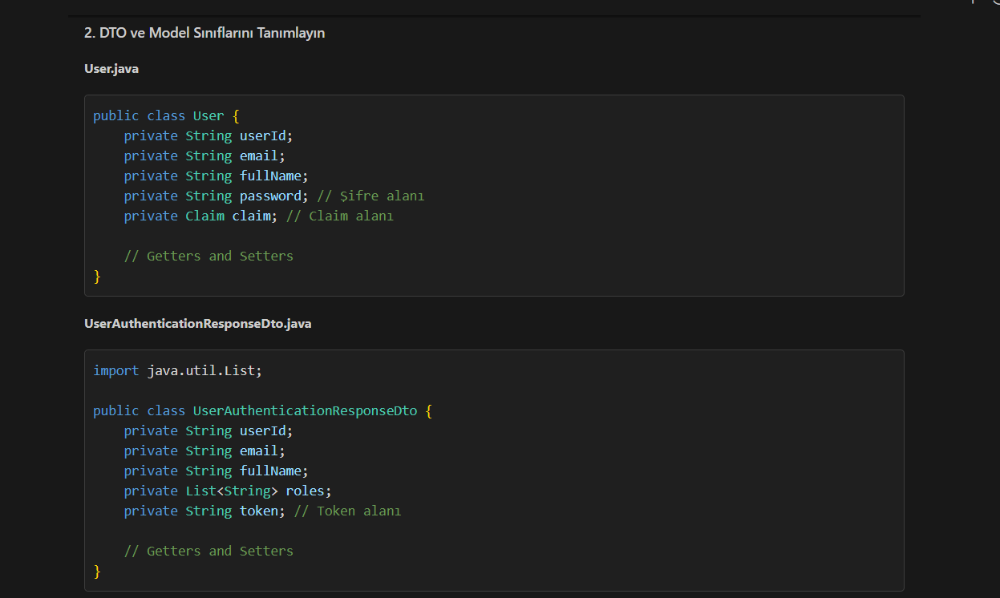 2. DTO ve Model Sınıflarını Tanımlayın
User.java
public class User {
    private String userId;
    private String email;
    private String fullName;
    private String password; // Şifre alanı
    private Claim claim; // Claim alanı
    // Getters and Setters
}
UserAuthenticationResponseDto.java
import java.util.List;
public class UserAuthenticationResponseDto {
    private String userId;
    private String email;
    private String fullName;
    private List<String> roles;
    private String token; // Token alanı
    // Getters and Setters
}